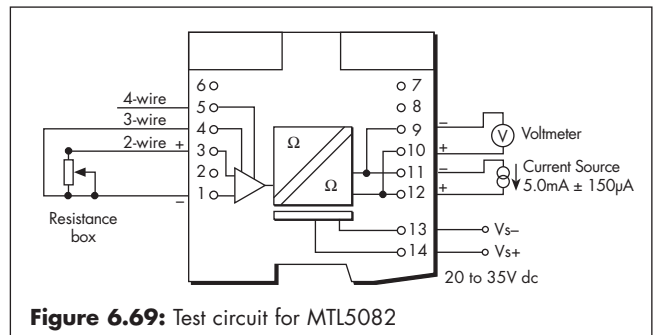 6 7
4-wire 5 8
3-wire 4 Ω 9 − V Voltmeter
2-wire + 3 10 +
2 Ω 11 − Current Source
− 1 12 + 5.0mA ± 150µA
Resistance
box
13 Vs–
14 Vs+
20 to 35V dc
Figure 6.69: Test circuit for MTL5082